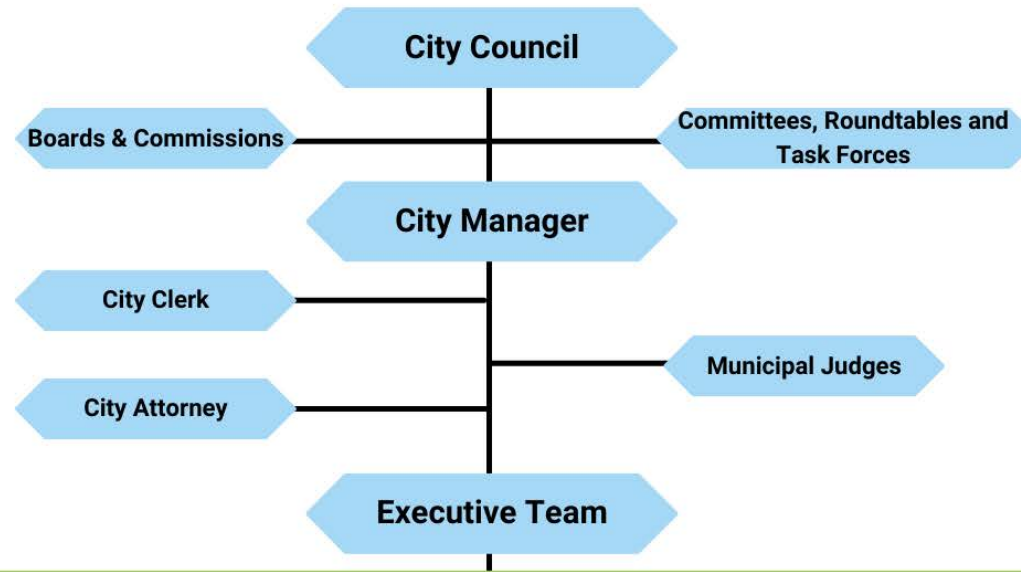 City Council
Boards & Commissions
Committees, Roundtables and
Task Forces
City Manager
City Clerk
Municipal Judges
City Attorney
Executive Team